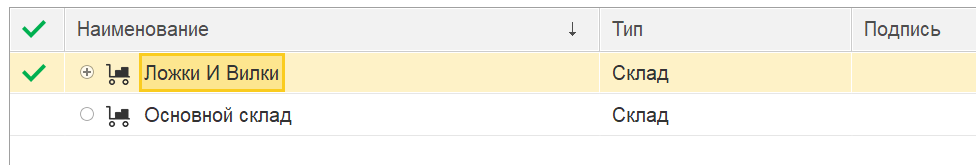 Наименование Тип Подпись
Ложки И Вилки Склад
Основной склад Склад